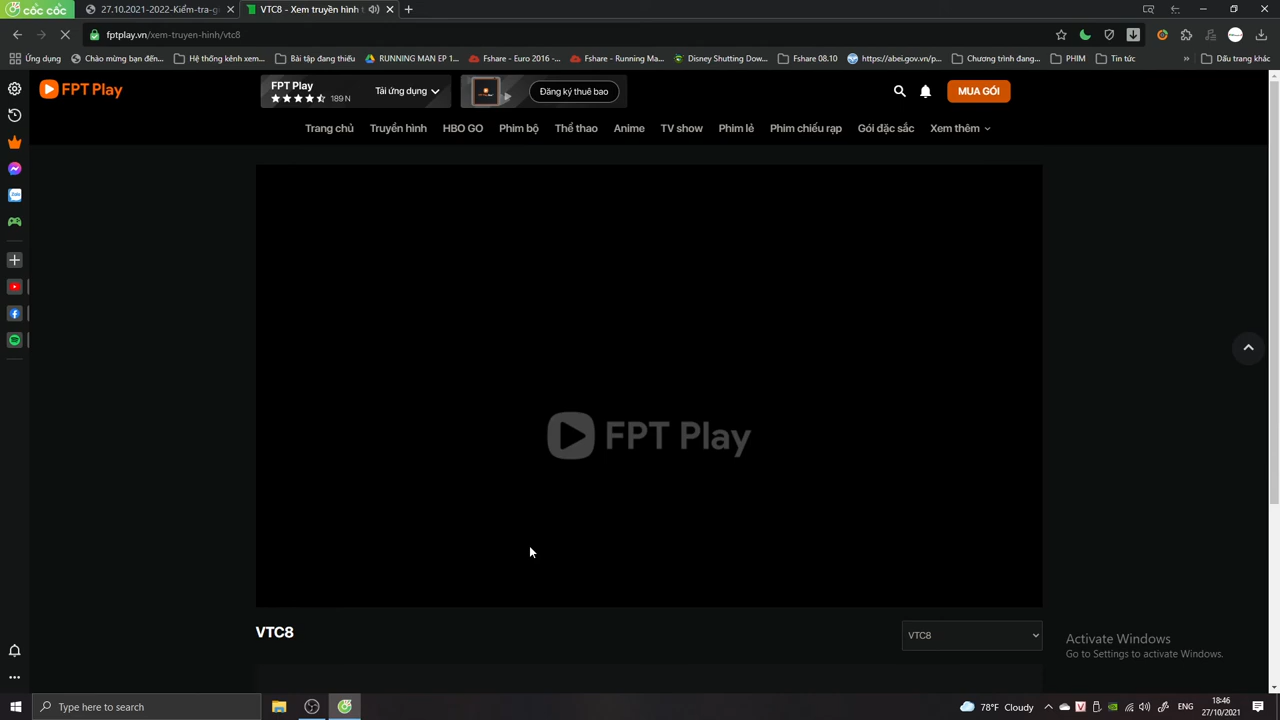 cốc cốc
27.10.2021-2022-Kiểm-tra-g
VTC8 - Xem truyền hình t
fptplay.vn/xem-truyen-hinh/vtc8
Ứng dụng
Chào mừng bạn đến...
Hệ thống kênh xem...
Bài tập đang thiếu
RUNNING MAN EP 1...
Fshare - Euro 2016 -...
Fshare - Running Ma...
Disney Shutting Dow...
Fshare 08.10
https://abei.gov.vn/p...
Chương trình đang...
PHIM
Tin tức
»
Dấu trang khác
FPT Play
FPT Play
189 N
Tải ứng dụng
Đăng ký thuê bao
MUA GÓI
Trang chủ
Truyền hình
HBO GO
Phim bộ
Thể thao
Anime
TV show
Phim lẻ
Phim chiếu rạp
Gói đặc sắc
Xem thêm
Zalo
FPT Play
VTC8
VTC8
Activate Windows
Go to Settings to activate Windows.
Type here to search
78°F Cloudy
ENG
18:46
27/10/2021